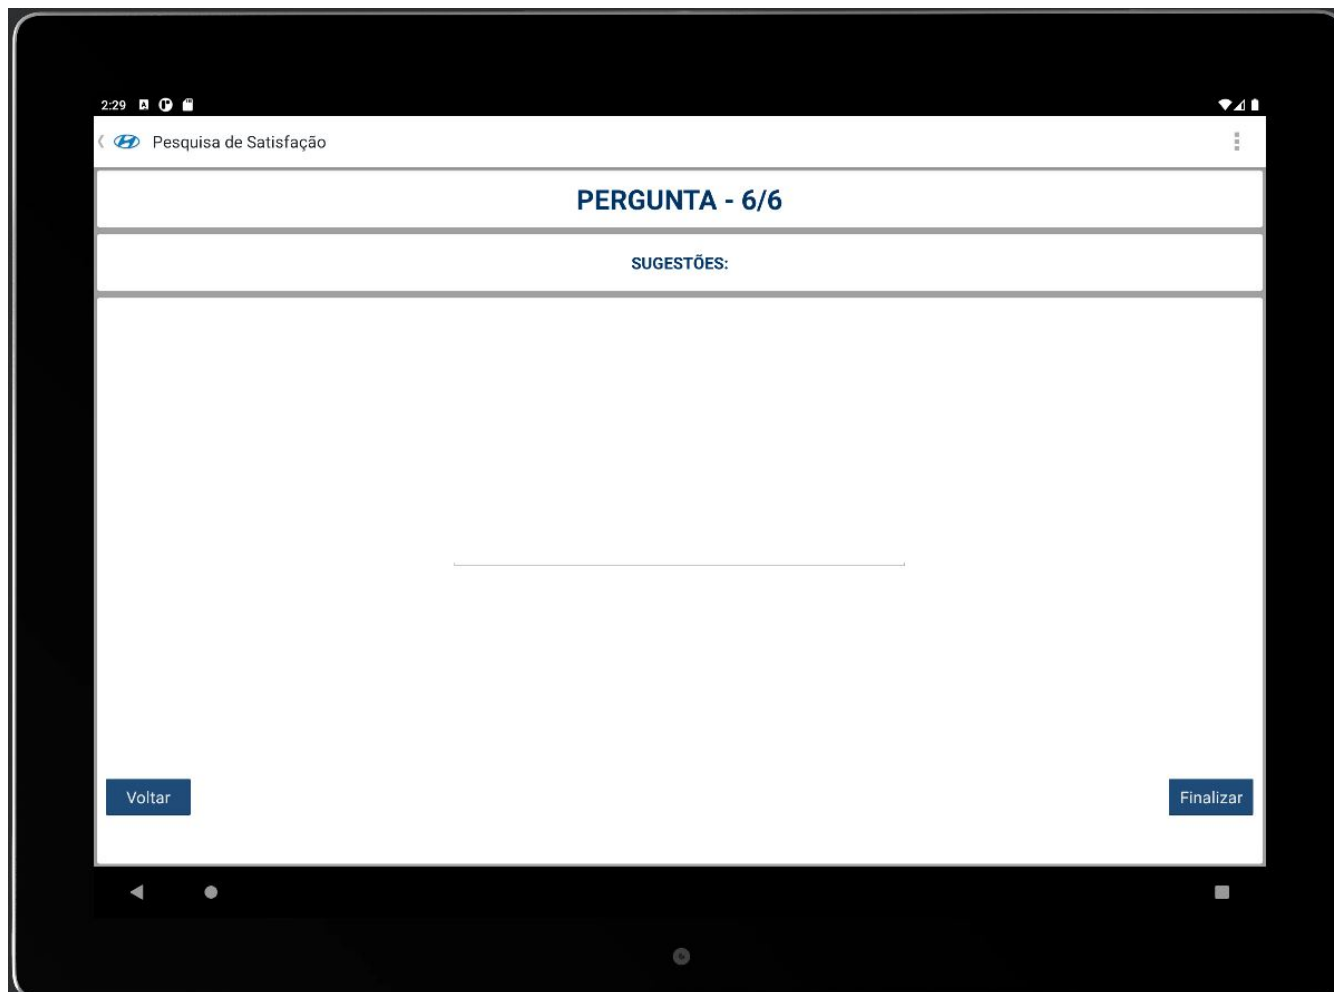 2:29
Pesquisa de Satisfação
PERGUNTA - 6/6
SUGESTÕES:
Voltar
Finalizar